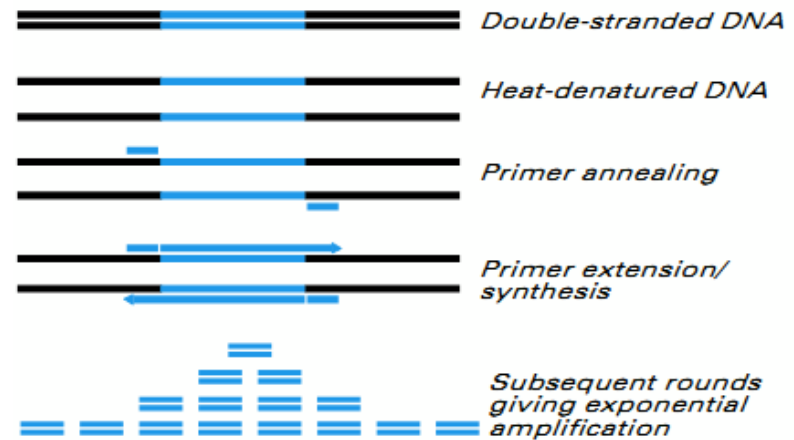 Double-stranded DNA
Heat-denatured DNA
Primer annealing
Primer extension/
synthesis
Subsequent rounds
giving exponential
amplification